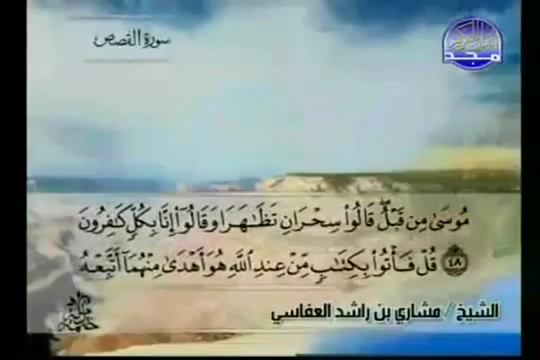 سورة القصص
مجد
مُوسَىٰ مِن قَبْلُ ۖ قَالُوا۟ سِحْرَانِ تَظَـٰهَرَا وَقَالُوٓا۟ إِنَّا بِكُلٍّ كَـٰفِرُونَ
﴿٤٨﴾ قُلْ فَأْتُوا۟ بِكِتَـٰبٍ مِّنْ عِندِ ٱللَّهِ هُوَ أَهْدَىٰ مِنْهُمَآ أَتَّبِعْهُ
الشيخ / مشاري بن راشد العفاسي